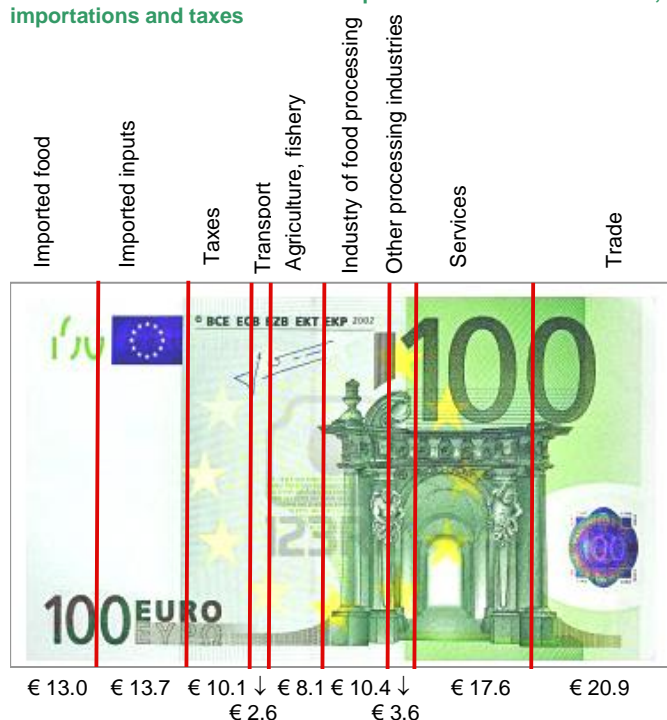 importations and taxes
Imported food
Imported inputs
Taxes
Transport
Agriculture, fishery
Industry of food processing
Other processing industries
Services
Trade
© BCE ECB EZB EKT EKP 2002
100
100 EURO
ΕΥΡΩ
100
€ 13.0 € 13.7 € 10.1 ↓ € 8.1 € 10.4 ↓ € 17.6 € 20.9
€ 2.6 € 3.6